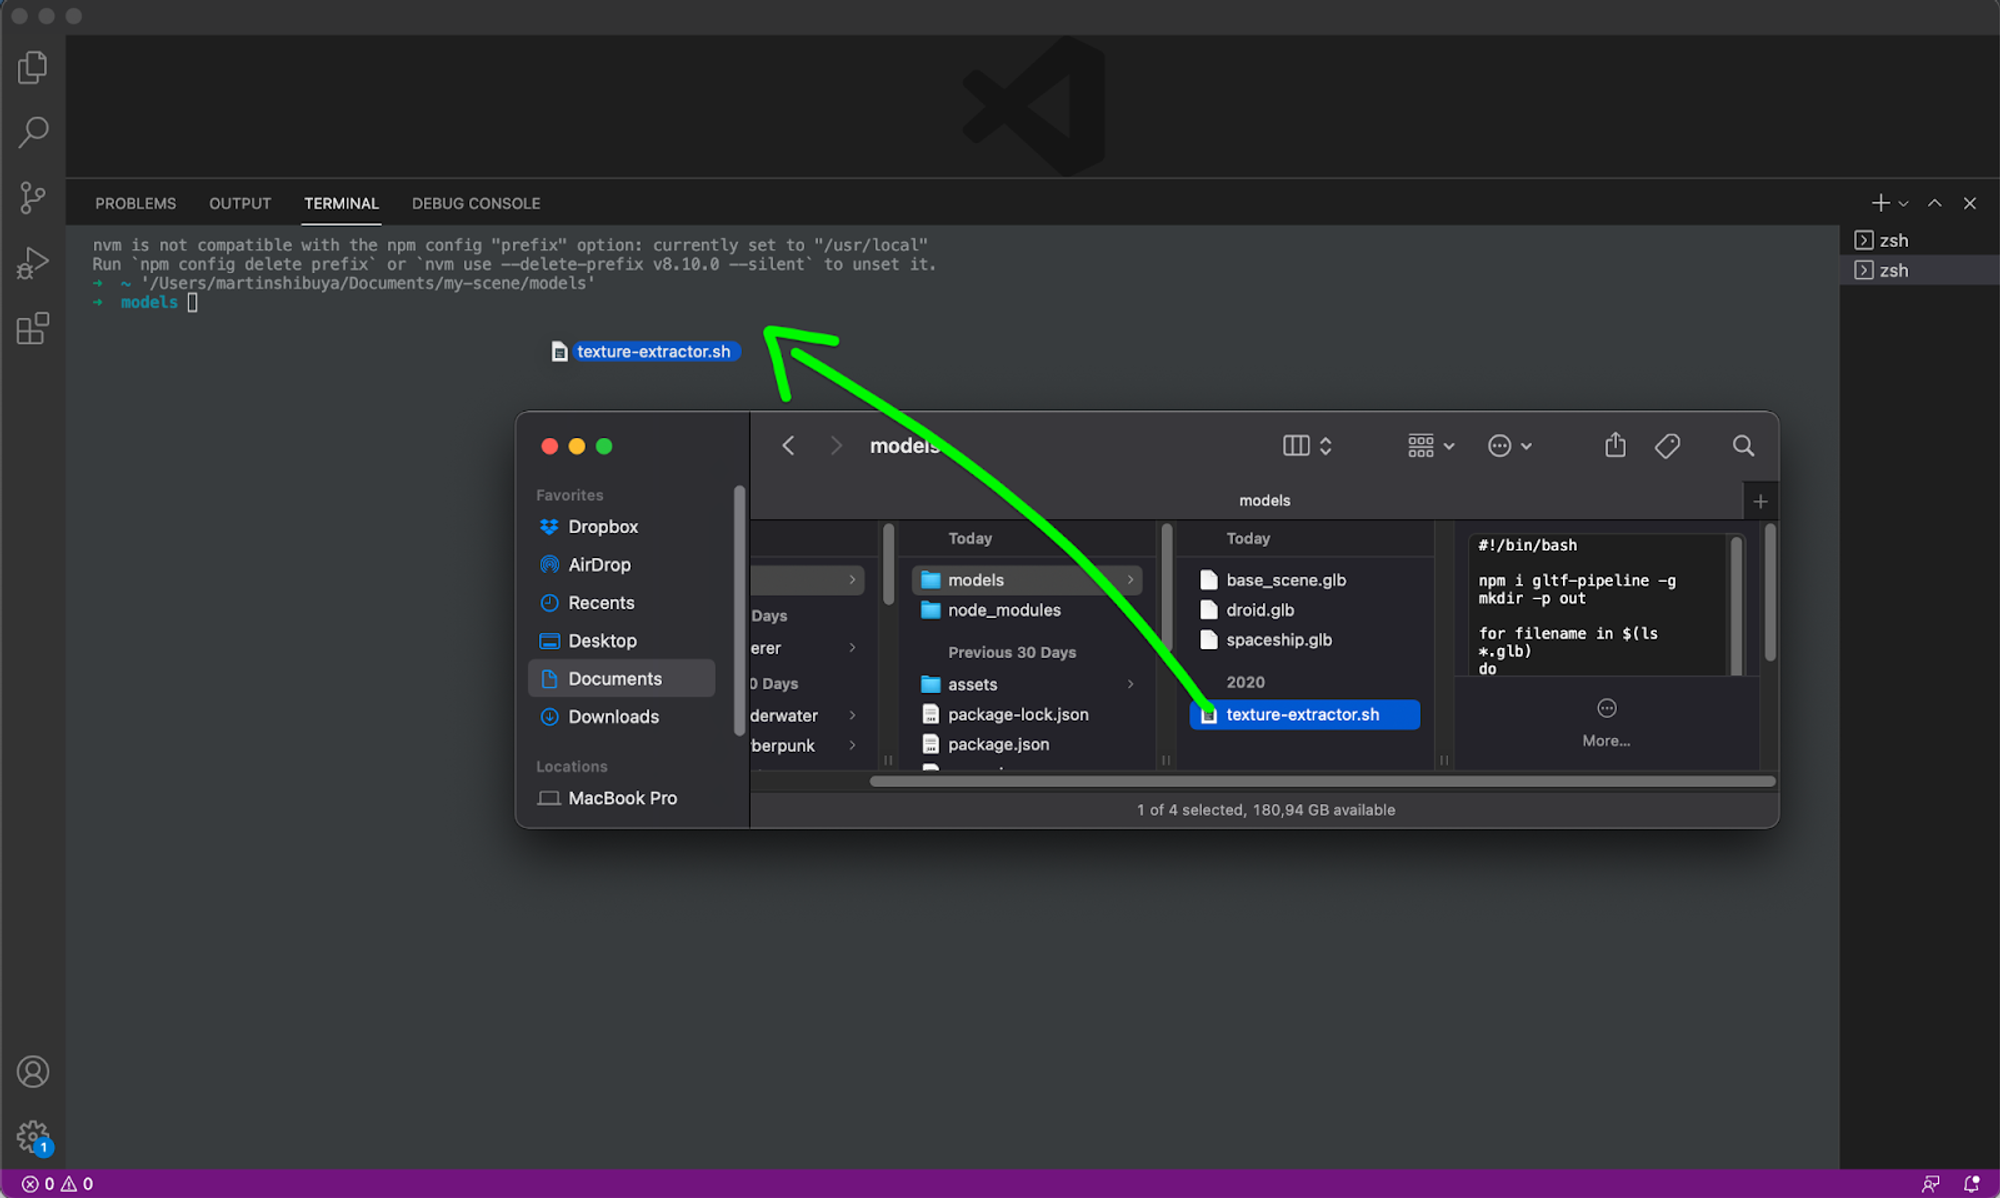 PROBLEMS OUTPUT TERMINAL DEBUG CONSOLE
nvm is not compatible with the npm config "prefix" option: currently set to "/usr/local"
Run `npm config delete prefix` or `nvm use --delete-prefix v8.10.0 --silent` to unset it.
➜ ~ '/Users/martinshibuya/Documents/my-scene/models'
➜ models
zsh
zsh
texture-extractor.sh
models
models
Favorites
Dropbox
AirDrop
Recents
Desktop
Documents
Downloads
Locations
MacBook Pro
Days
erer
0 Days
derwater
berpunk
Today
models
node_modules
Previous 30 Days
assets
package-lock.json
package.json
Today
base_scene.glb
droid.glb
spaceship.glb
2020
texture-extractor.sh
#!/bin/bash
npm i gltf-pipeline -g
mkdir -p out
for filename in $(ls
*.glb)
do
More...
1 of 4 selected, 180,94 GB available
1
0 0